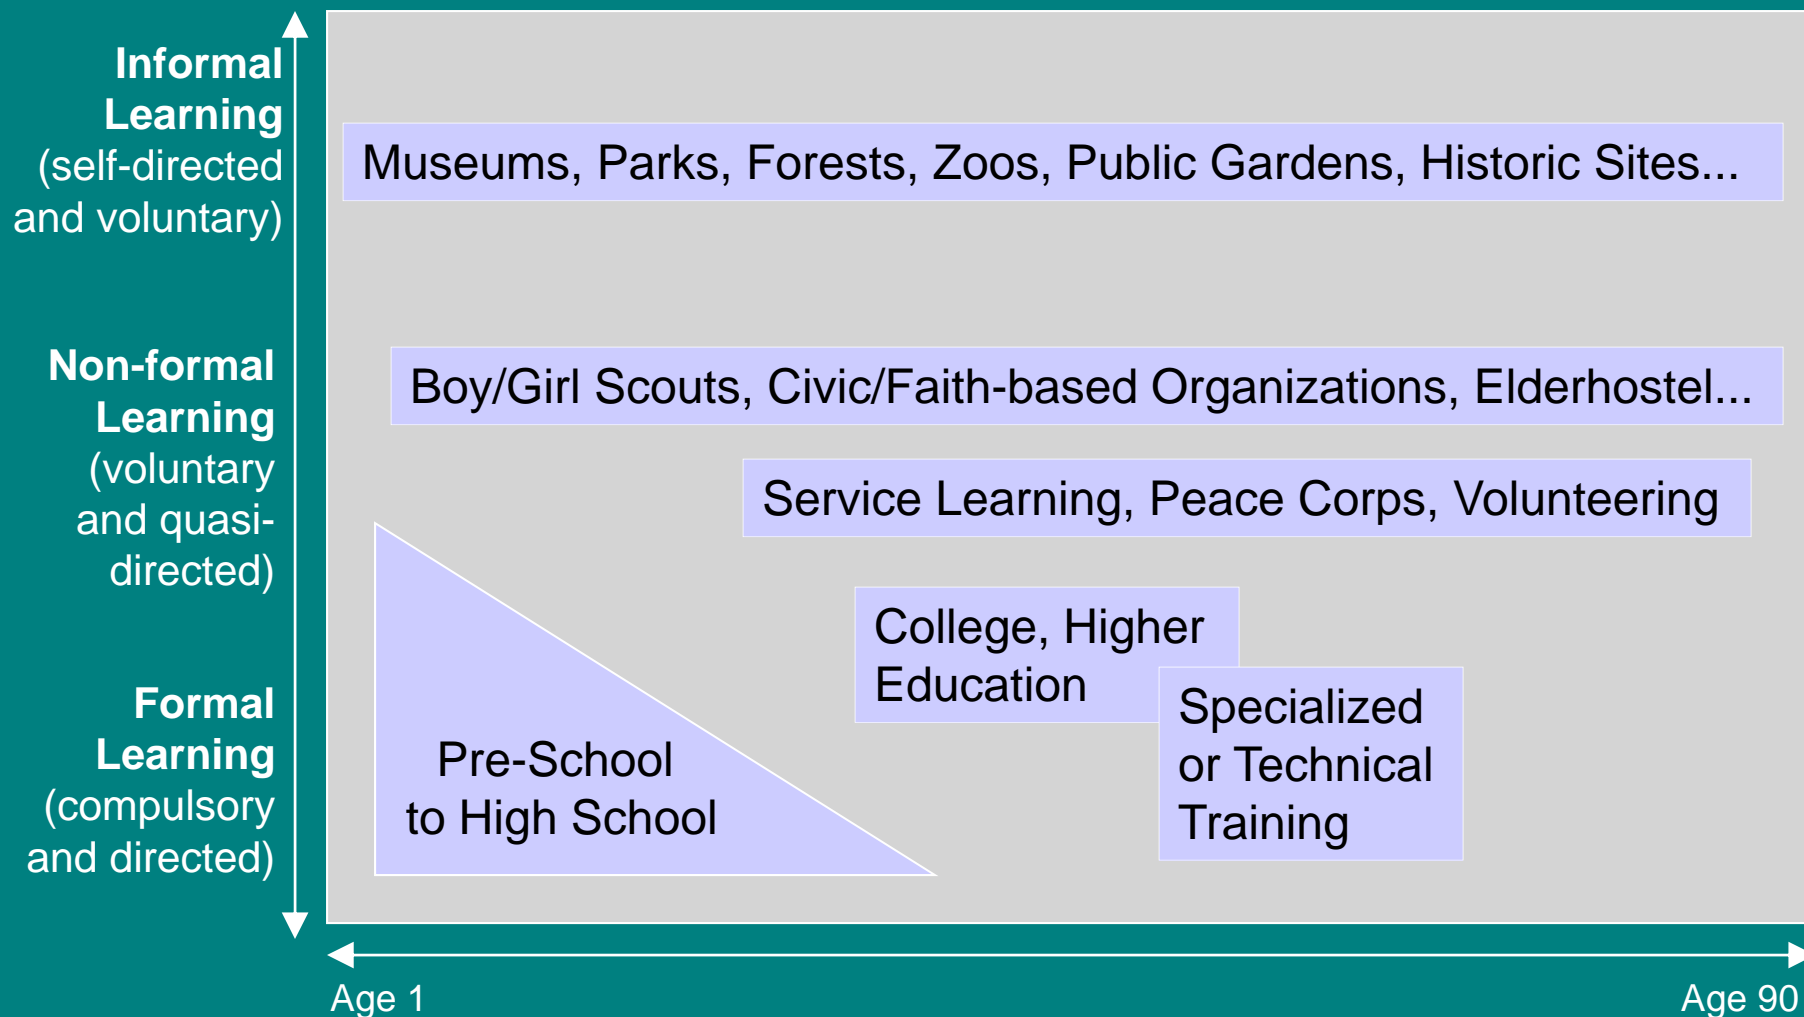 Informal
Learning
(self-directed
and voluntary)
Museums, Parks, Forests, Zoos, Public Gardens, Historic Sites...
Non-formal
Learning
(voluntary
and quasi-
directed)
Boy/Girl Scouts, Civic/Faith-based Organizations, Elderhostel...
Service Learning, Peace Corps, Volunteering
College, Higher
Education
Formal
Learning
(compulsory
and directed)
Pre-School
to High School
Specialized
or Technical
Training
Age 1
Age 90